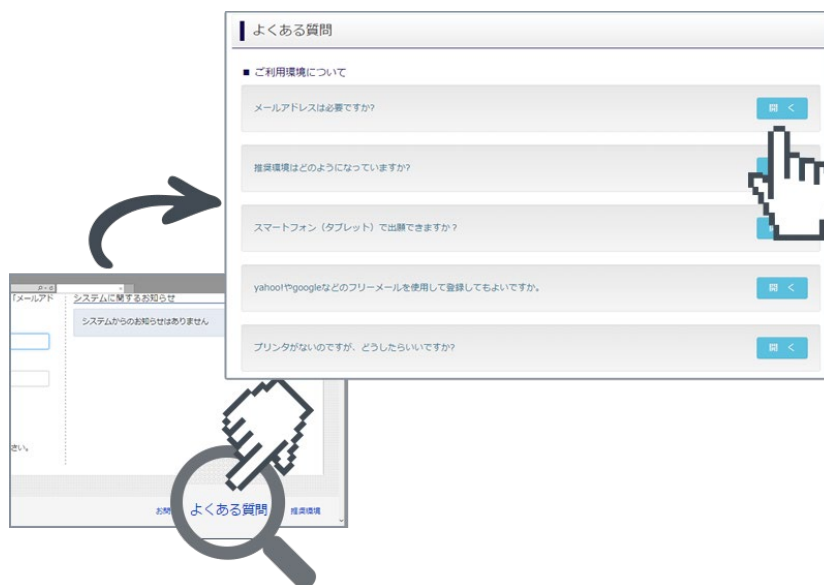 よくある質問
■ ご利用環境について
メールアドレスは必要ですか?
開 く
推奨環境はどのようになっていますか?
スマートフォン（タブレット）で出願できますか？
yahoo!やgoogleなどのフリーメールを使用して登録してもよいですか。
開 く
プリンタがないのですが、どうしたらいいですか?
開 く
「メールアド
システムに関するお知らせ
システムからのお知らせはありません
さい。
お問
よくある質問
推奨環境